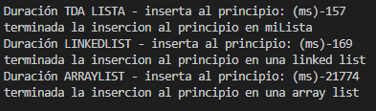 Duración TDA LISTA - inserta al principio: (ms)-157
terminada la insercion al principio en miLista
Duración LINKEDLIST - inserta al principio: (ms)-169
terminada la insercion al principio en una linked list
Duración ARRAYLIST - inserta al principio: (ms)-21774
terminada la insercion al principio en una array list